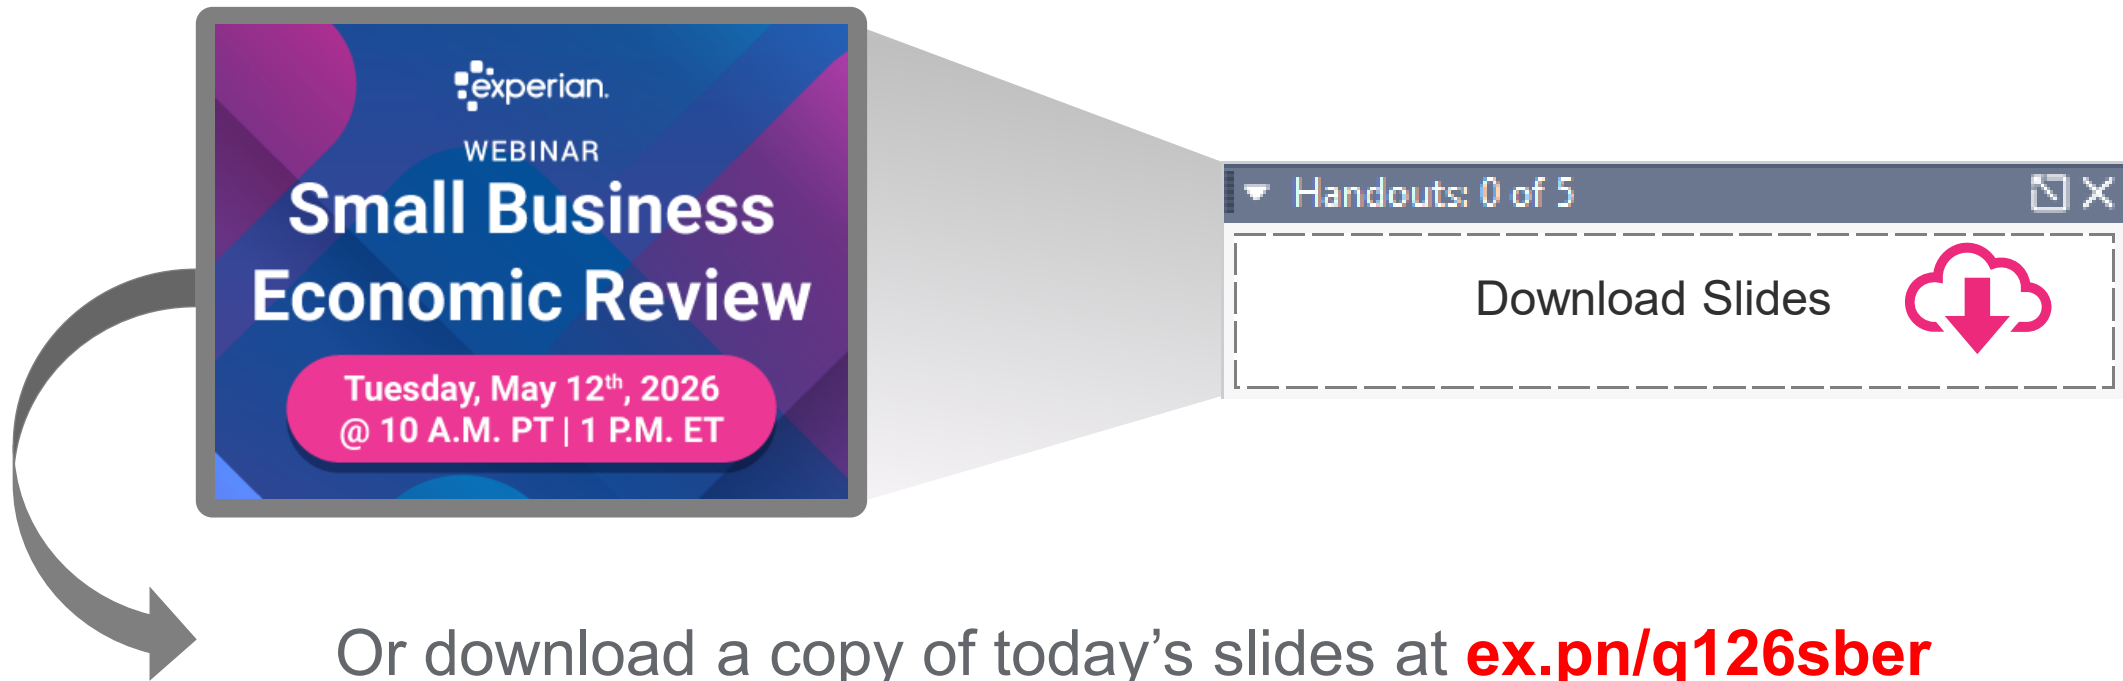 experian.
WEBINAR
Small Business
Economic Review
Tuesday, May 12th, 2026
@ 10 A.M. PT | 1 P.M. ET
Handouts: 0 of 5
Download Slides
Or download a copy of today’s slides at ex.pn/q126sber